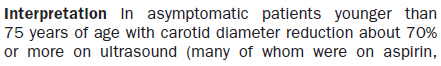 Interpretation In asymptomatic patients younger than
75 years of age with carotid diameter reduction about 70%
or more on ultrasound (many of whom were on aspirin,